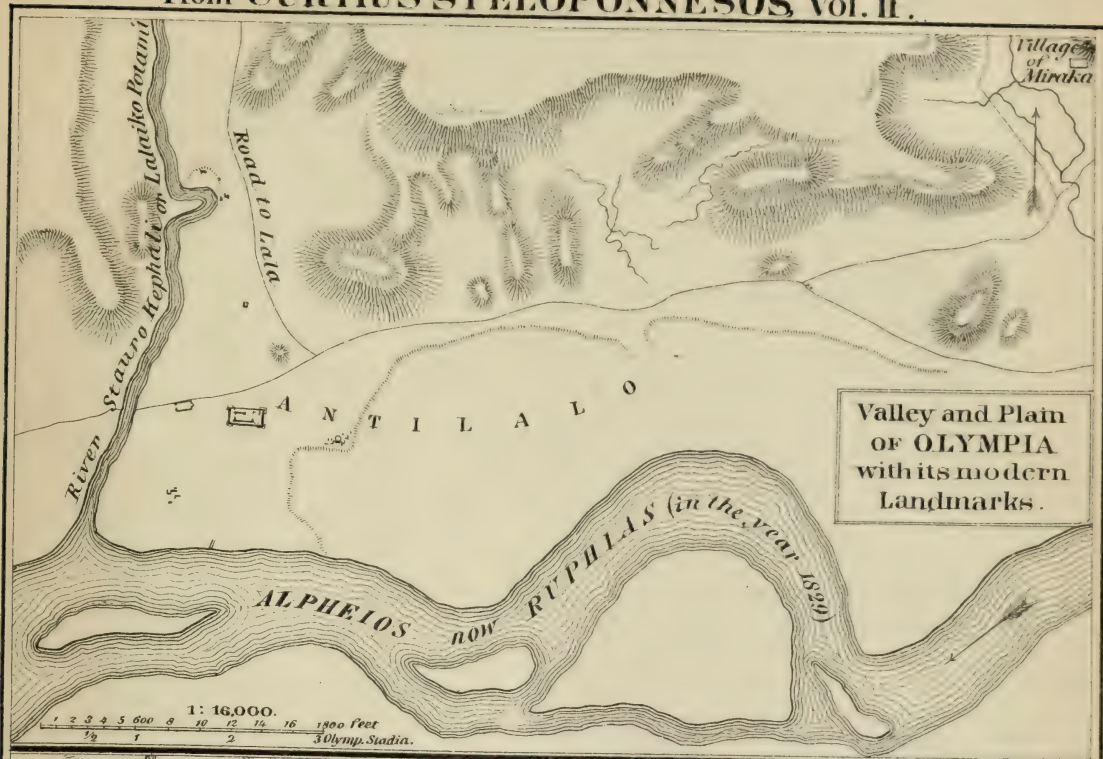 From CURTIUS'S PELOPONNESOS, Vol. II.
Village
of
Miraka
River Stauro Kephali or Lalaiko Potami
Road to Lala
ANTILALO
Valley and Plain
OF OLYMPIA
with its modern
Landmarks.
ALPHEIOS now RUPHIAS (in the year 1829)
1: 16,000.
1 2 3 4 5 600 8 10 12 14 16 1800 feet
½ 1 2 3 Olymp. Stadia.